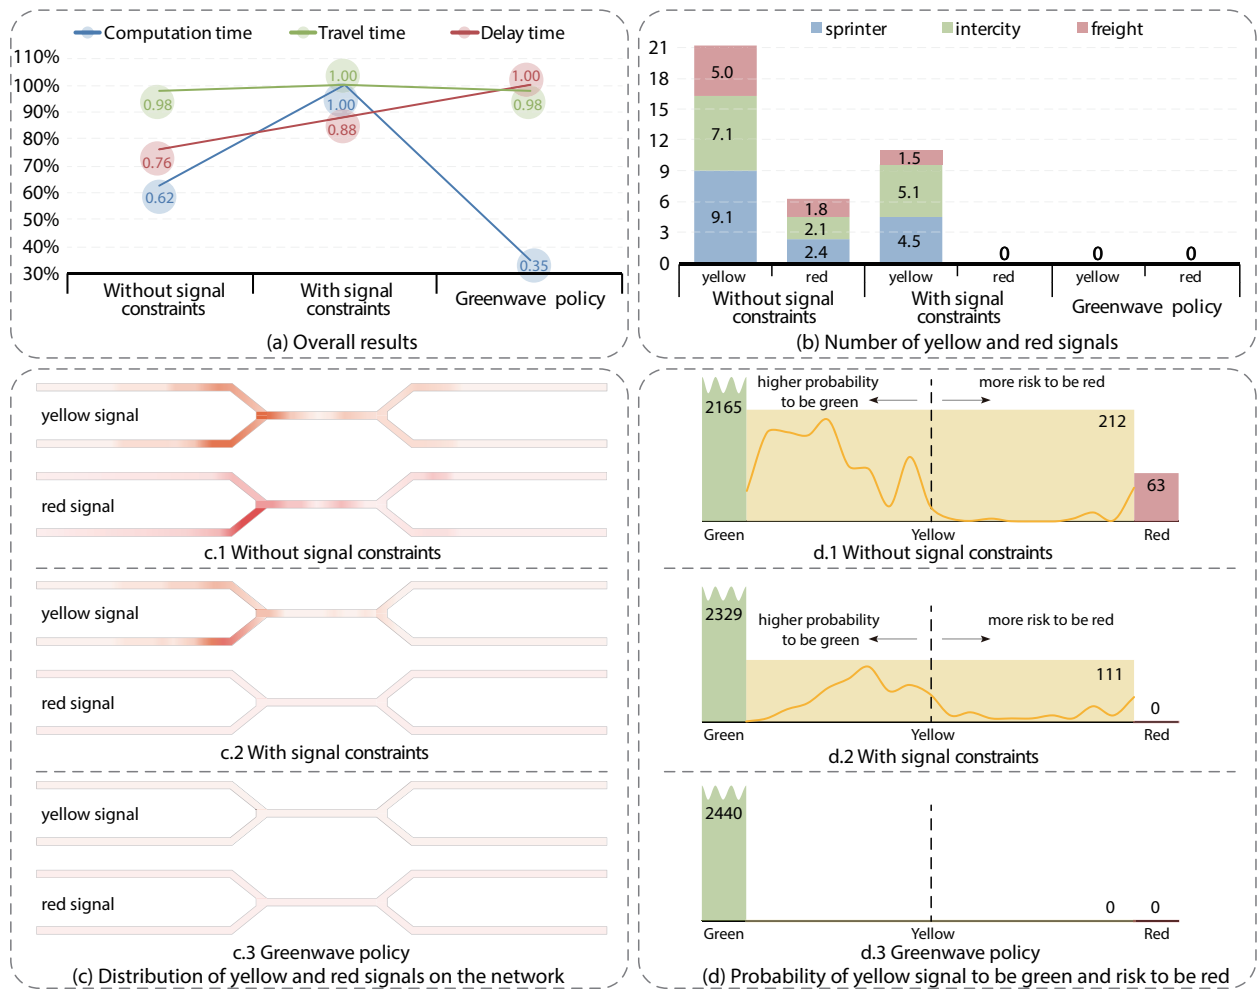 Computation time
Travel time
Delay time
110%
100%
90%
80%
70%
60%
50%
40%
30%
0.98
0.76
0.62
1.00
1.00
0.88
1.00
0.98
0.35
Without signal
constraints
With signal
constraints
Greenwave policy
(a) Overall results
sprinter
intercity
freight
21
18
15
12
9
6
3
0
5.0
7.1
9.1
1.8
2.1
2.4
1.5
5.1
4.5
0
0
0
yellow
red
yellow
red
yellow
red
Without signal
constraints
With signal
constraints
Greenwave policy
(b) Number of yellow and red signals
yellow signal
red signal
c.1 Without signal constraints
yellow signal
red signal
c.2 With signal constraints
yellow signal
red signal
c.3 Greenwave policy
(c) Distribution of yellow and red signals on the network
2165
higher probability
to be green
more risk to be red
212
63
Green
Yellow
Red
d.1 Without signal constraints
2329
higher probability
to be green
more risk to be red
111
0
Green
Yellow
Red
d.2 With signal constraints
2440
0
0
Green
Yellow
Red
d.3 Greenwave policy
(d) Probability of yellow signal to be green and risk to be red